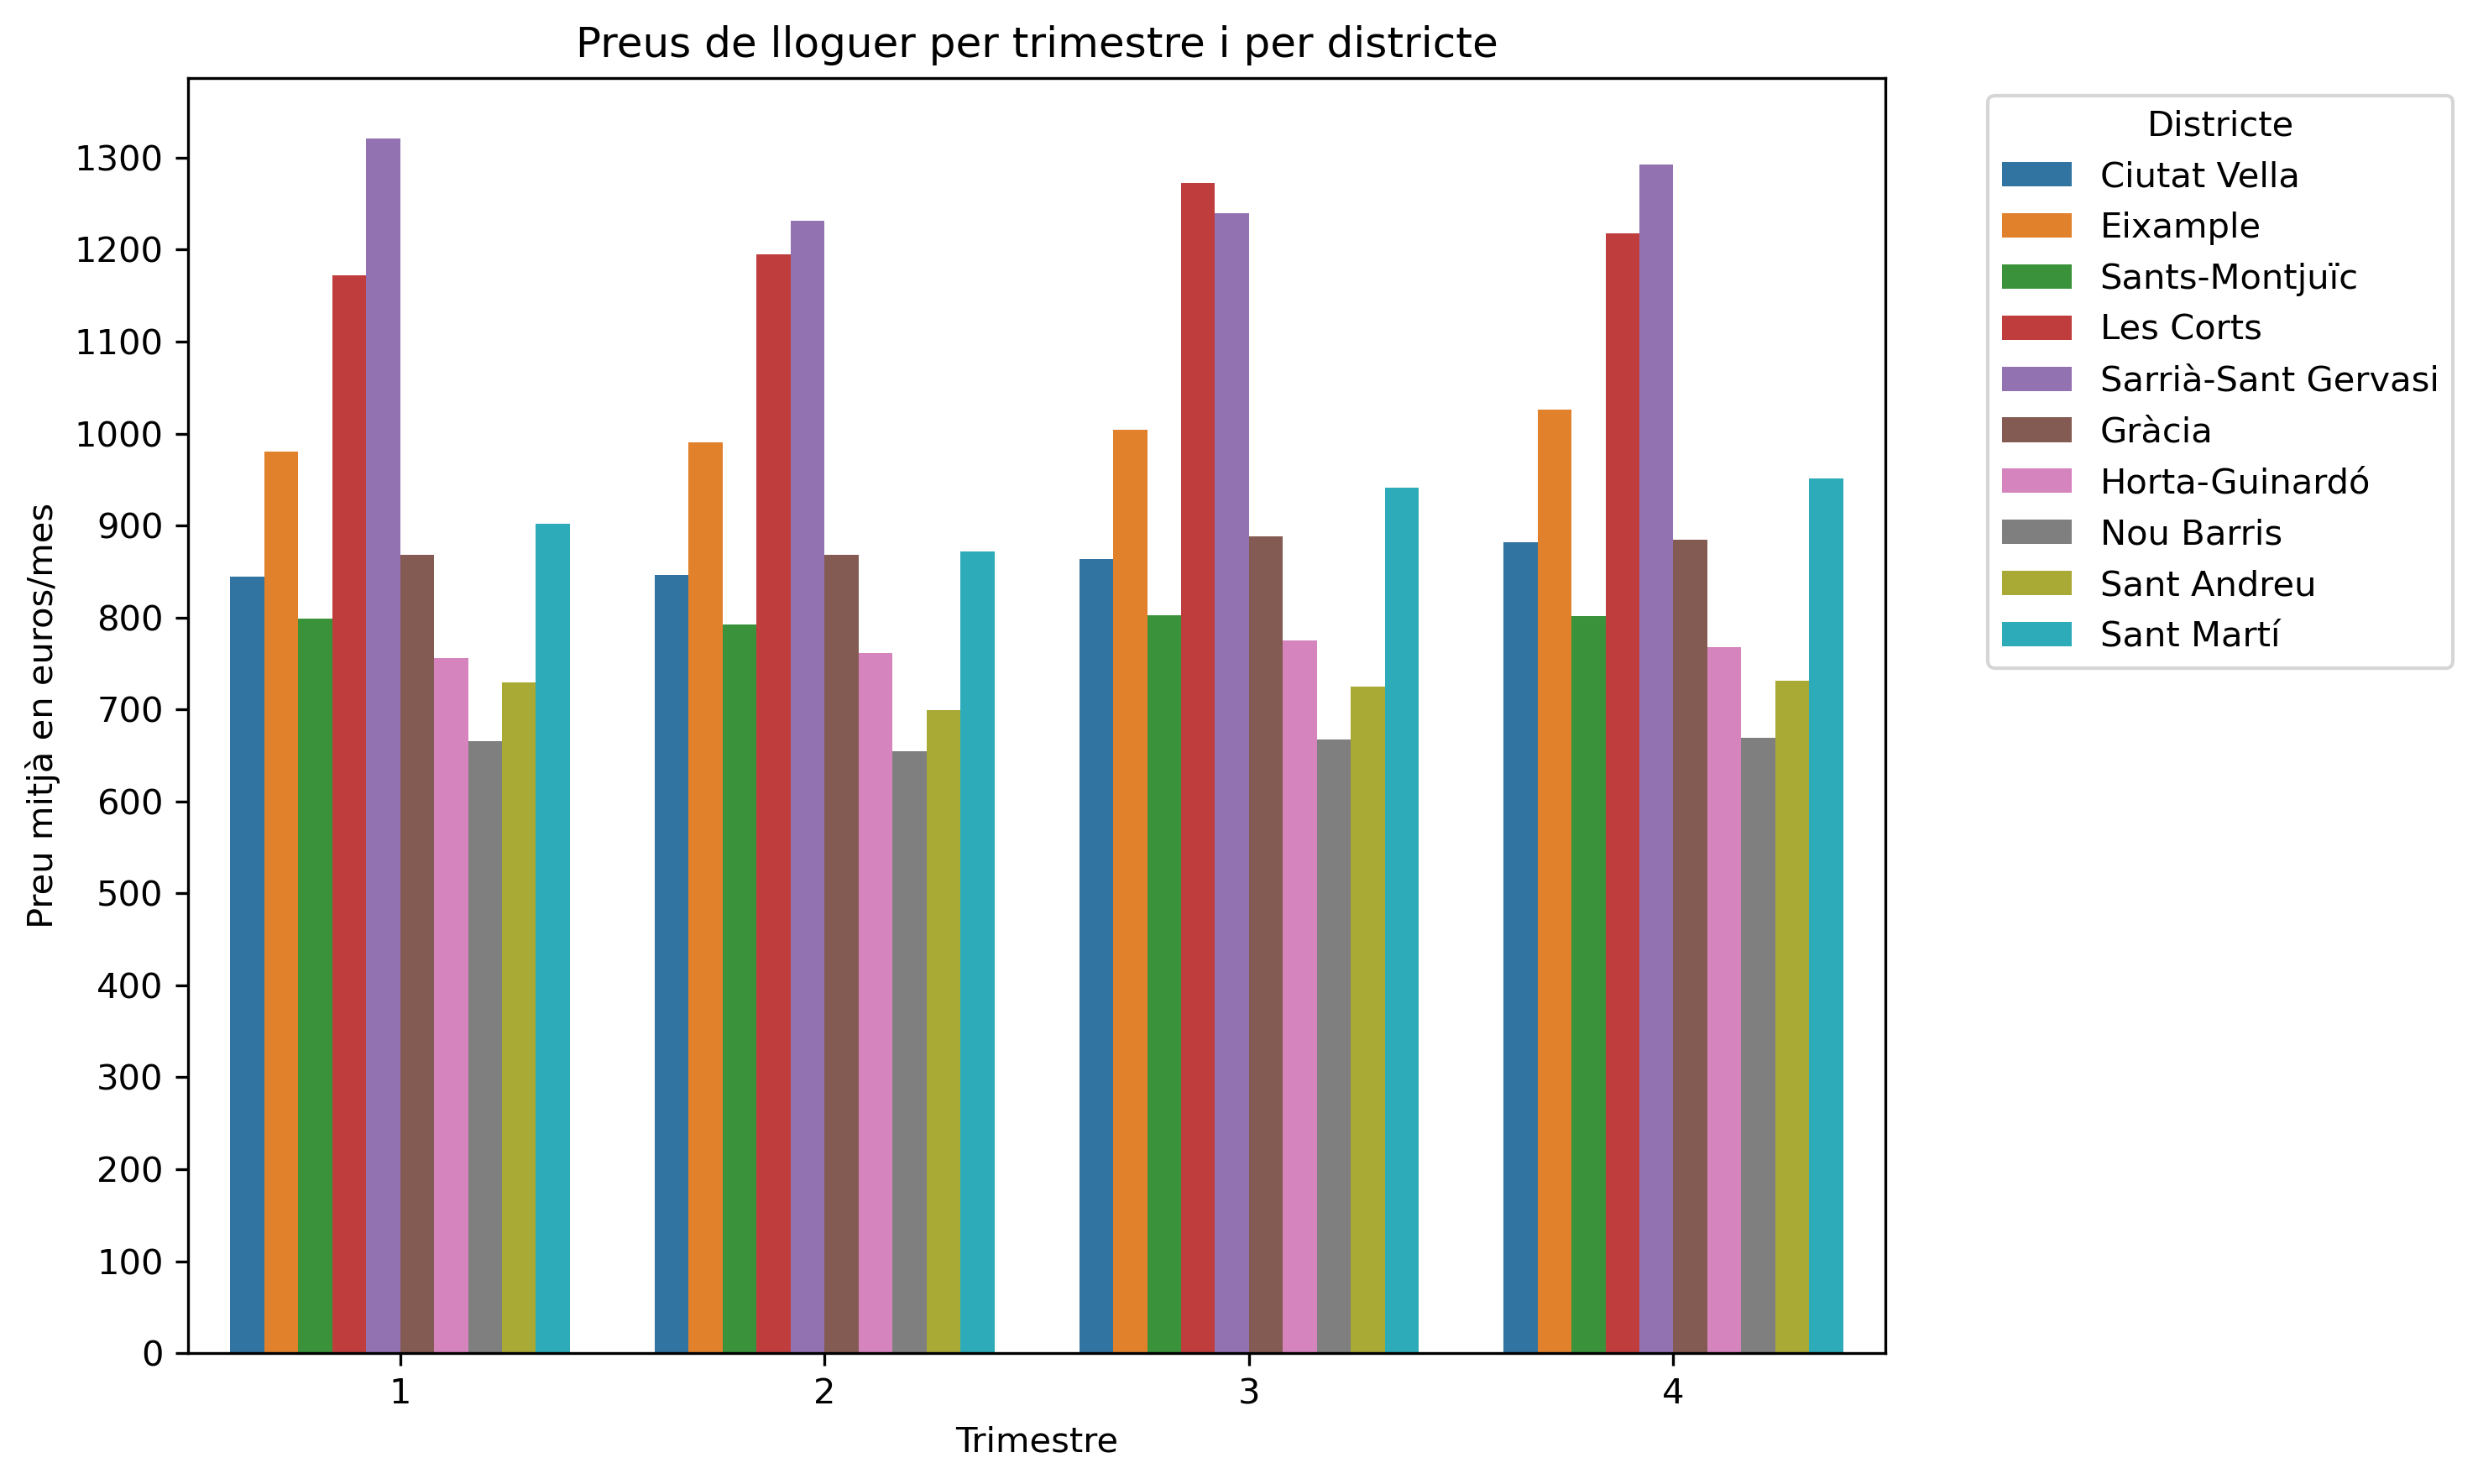 Preus de lloguer per trimestre i per districte
Preu mitjà en euros/mes
1300
1200
1100
1000
900
800
700
600
500
400
300
200
100
0
1
2
3
4
Trimestre
Districte
Ciutat Vella
Eixample
Sants-Montjuïc
Les Corts
Sarrià-Sant Gervasi
Gràcia
Horta-Guinardó
Nou Barris
Sant Andreu
Sant Martí